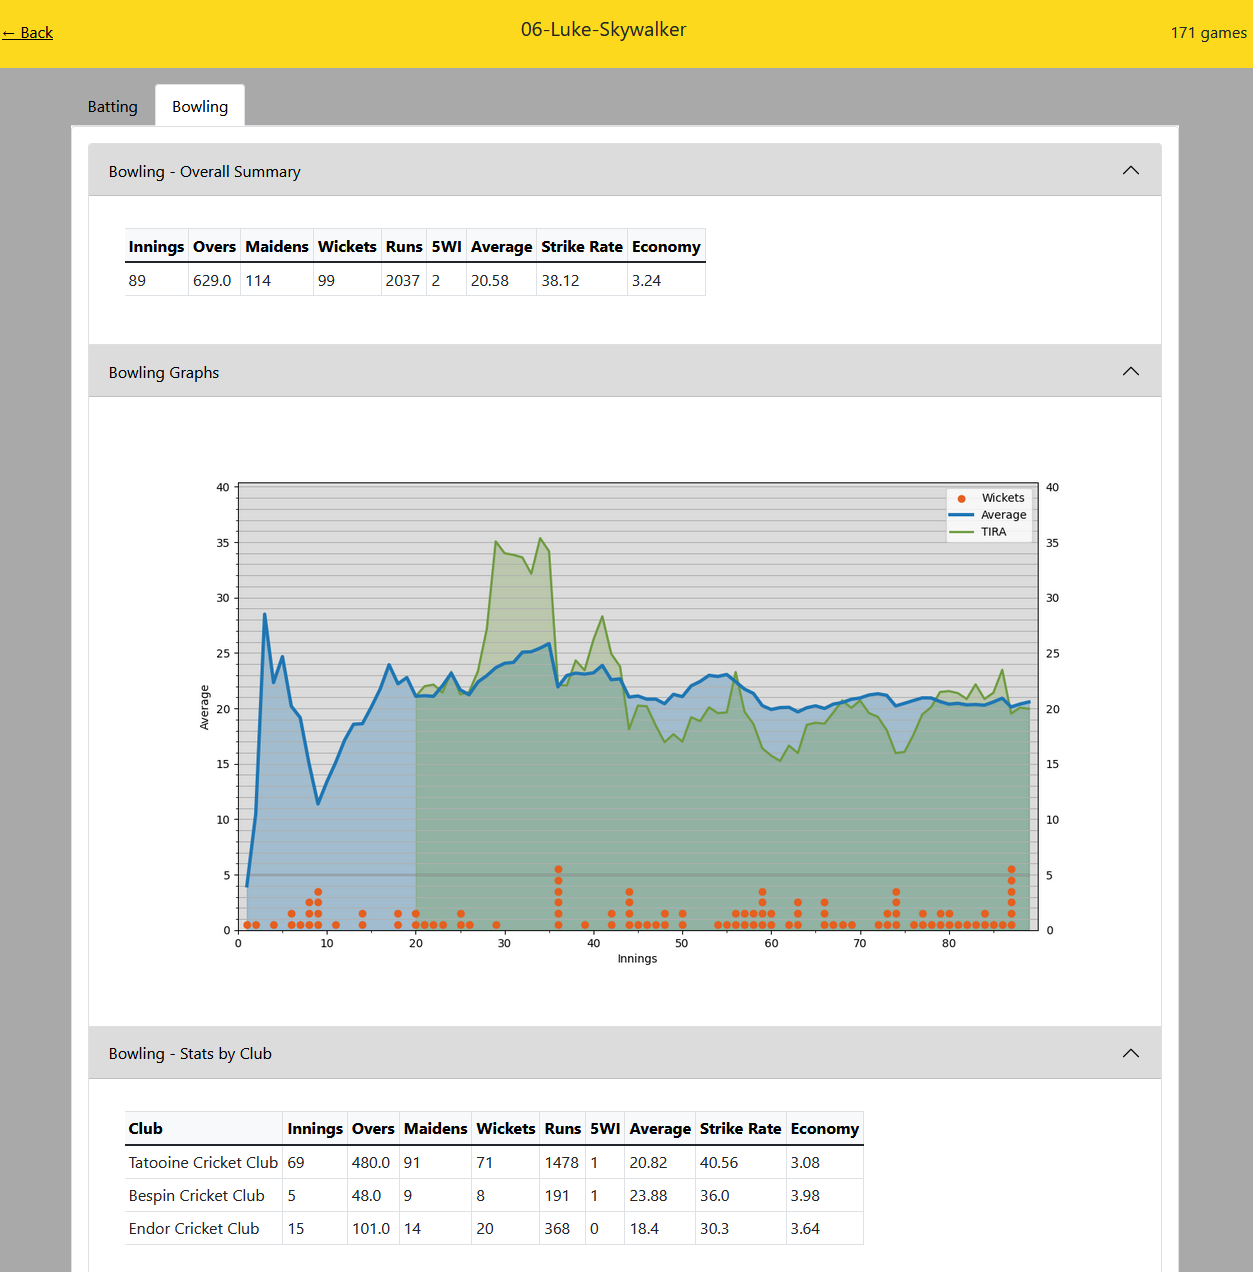 ← Back
06-Luke-Skywalker
171 games
Batting
Bowling
Bowling - Overall Summary
Innings Overs Maidens Wickets Runs 5WI Average Strike Rate Economy
89 629.0 114 99 2037 2 20.58 38.12 3.24
Bowling Graphs
Wickets
Average
TIRA
40
35
30
25
20
15
10
5
0
Average
40
35
30
25
20
15
10
5
0
0 10 20 30 40 50 60 70 80
Innings
Bowling - Stats by Club
Club Innings Overs Maidens Wickets Runs 5WI Average Strike Rate Economy
Tatooine Cricket Club 69 480.0 91 71 1478 1 20.82 40.56 3.08
Bespin Cricket Club 5 48.0 9 8 191 1 23.88 36.0 3.98
Endor Cricket Club 15 101.0 14 20 368 0 18.4 30.3 3.64